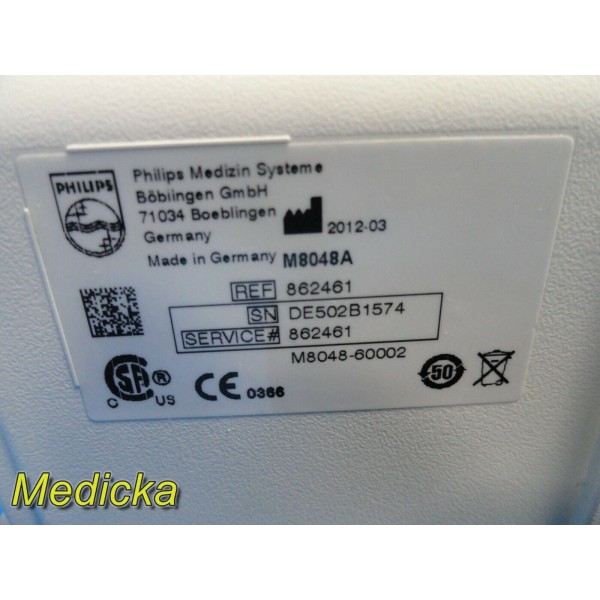 PHILIPS
Philips Medizin Systeme
Böblingen GmbH
71034 Boeblingen
Germany
2012-03
Made in Germany M8048A
REF 862461
SN DE502B1574
SERVICE# 862461
M8048-60002
C SA ® US
CE 0366
50
Medicka